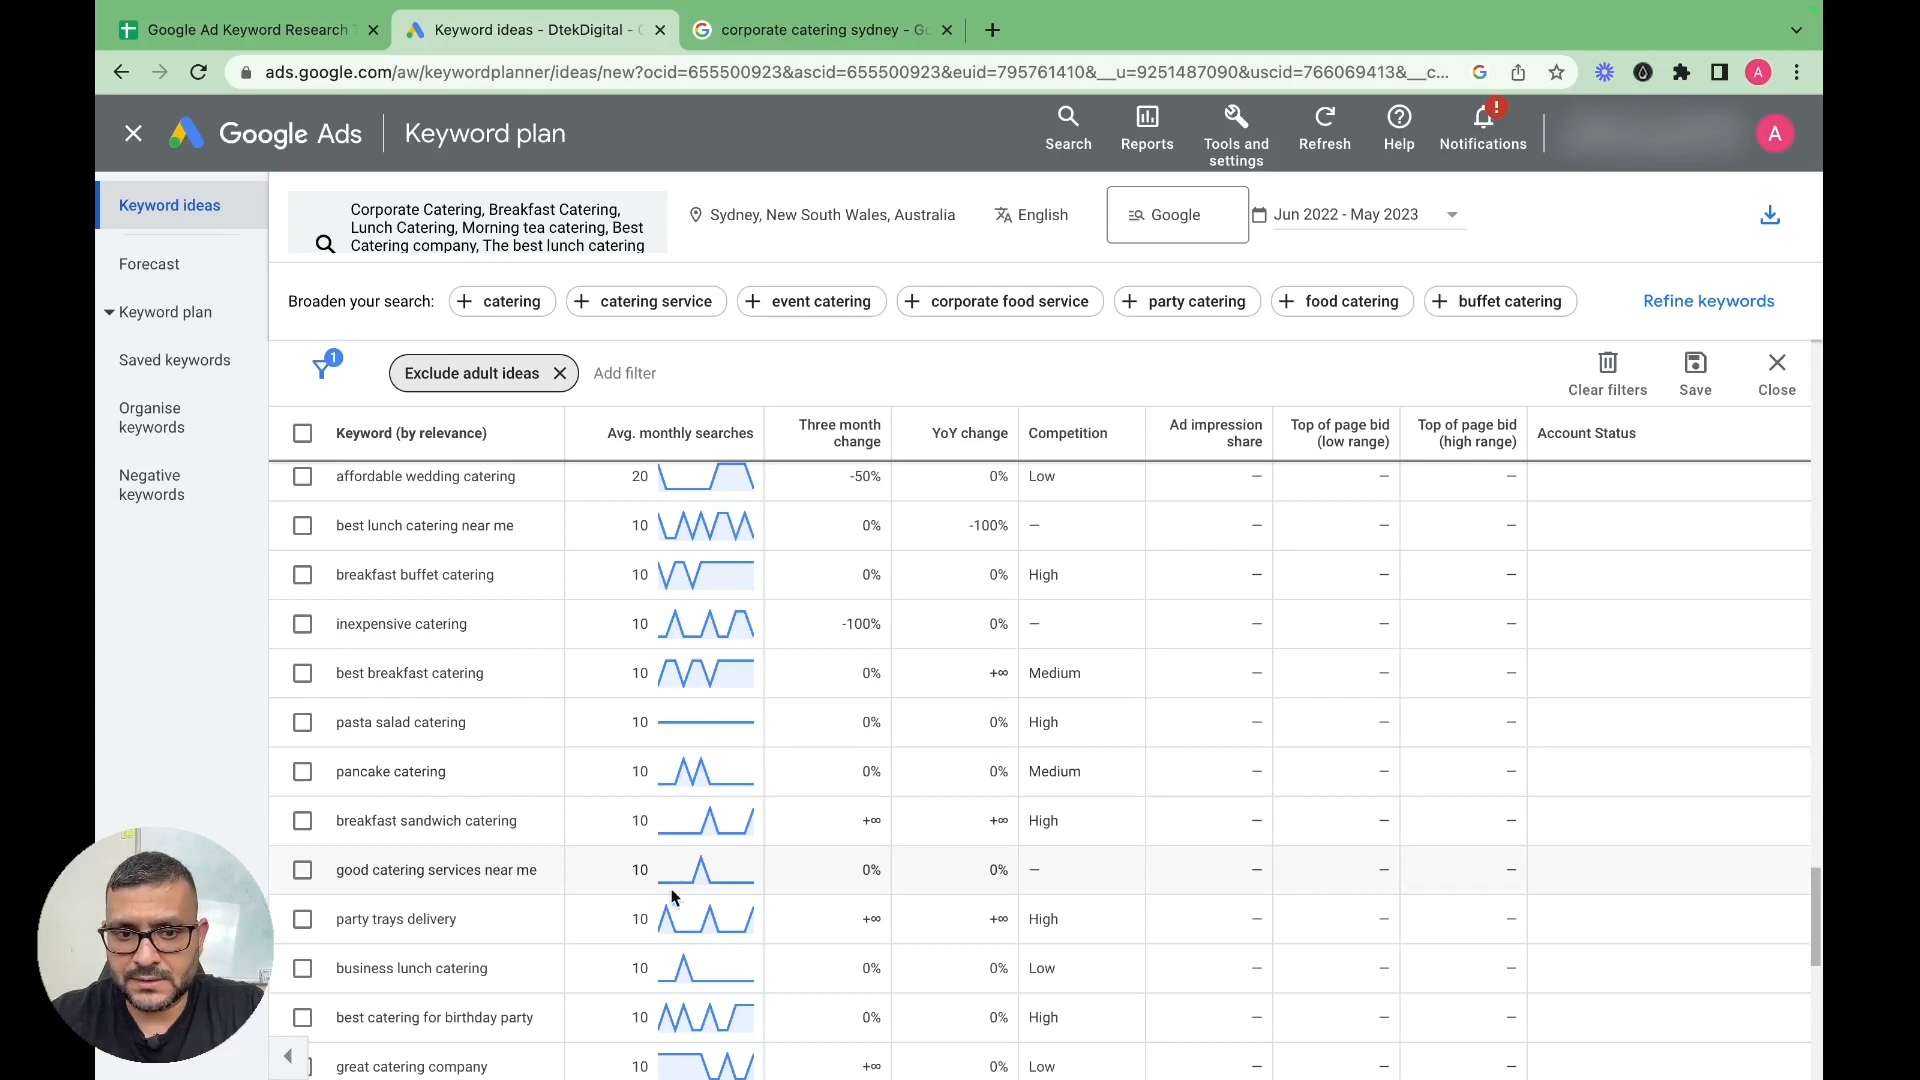 Google Ad Keyword Research T
Keyword ideas - DtekDigital - G
corporate catering sydney - Go
ads.google.com/aw/keywordplanner/ideas/new?ocid=655500923&ascid=655500923&euid=795761410&__u=9251487090&uscid=766069413&__c...
A
Google Ads
Keyword plan
Search
Reports
Tools and settings
Refresh
Help
!
Notifications
A
Keyword ideas
Forecast
Keyword plan
Saved keywords
Organise
keywords
Negative
keywords
Corporate Catering, Breakfast Catering,
Lunch Catering, Morning tea catering, Best
Catering company, The best lunch catering
Sydney, New South Wales, Australia
English
Google
Jun 2022 - May 2023
Broaden your search:
catering
catering service
event catering
corporate food service
party catering
food catering
buffet catering
Refine keywords
1
Exclude adult ideas
Add filter
Clear filters
Save
Close
Keyword (by relevance) Avg. monthly searches Three month change YoY change Competition Ad impression share Top of page bid (low range) Top of page bid (high range) Account Status
affordable wedding catering 20 -50% 0% Low – – –
best lunch catering near me 10 0% -100% – – – –
breakfast buffet catering 10 0% 0% High – – –
inexpensive catering 10 -100% 0% – – – –
best breakfast catering 10 0% +∞ Medium – – –
pasta salad catering 10 0% 0% High – – –
pancake catering 10 0% 0% Medium – – –
breakfast sandwich catering 10 +∞ +∞ High – – –
good catering services near me 10 0% 0% – – – –
party trays delivery 10 +∞ +∞ High – – –
business lunch catering 10 0% 0% Low – – –
best catering for birthday party 10 0% 0% High – – –
great catering company 10 +∞ 0% Low – – –